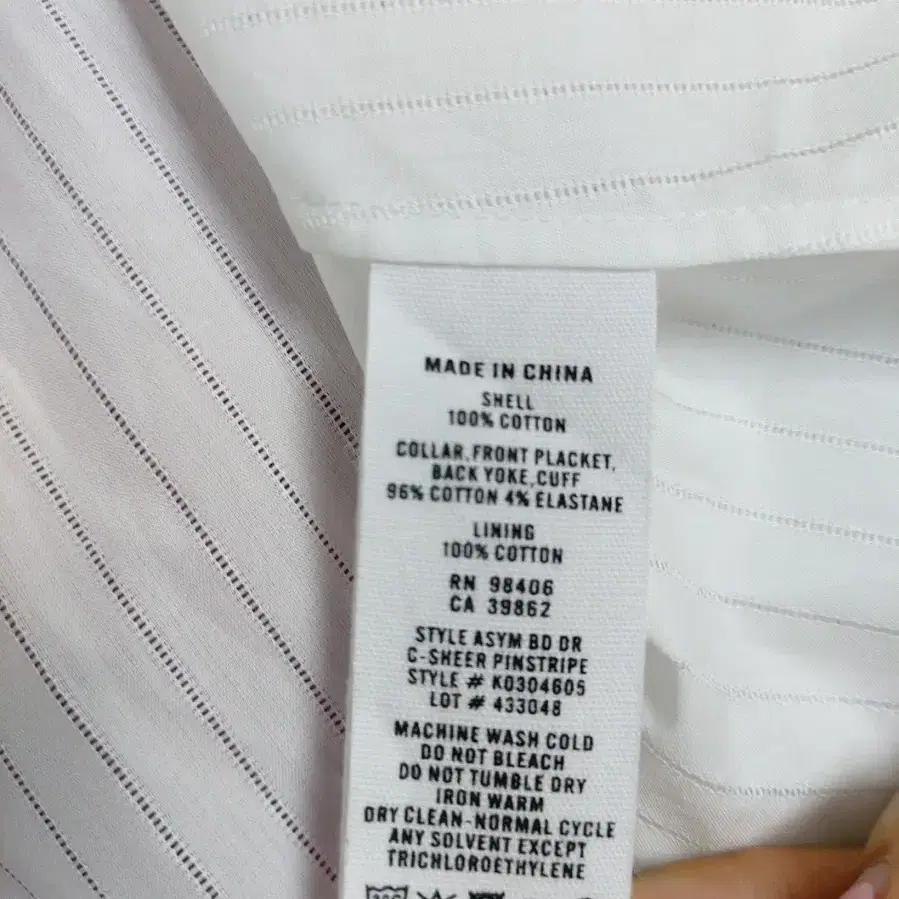 MADE IN CHINA
SHELL
100% COTTON
COLLAR,FRONT PLACKET,
BACK YOKE,CUFF
96% COTTON 4% ELASTANE
LINING
100% COTTON
RN 98406
CA 39862
STYLE ASYM BD DR
C-SHEER PINSTRIPE
STYLE # K0304605
LOT # 433048
MACHINE WASH COLD
DO NOT BLEACH
DO NOT TUMBLE DRY
IRON WARM
DRY CLEAN-NORMAL CYCLE
ANY SOLVENT EXCEPT
TRICHLOROETHYLENE